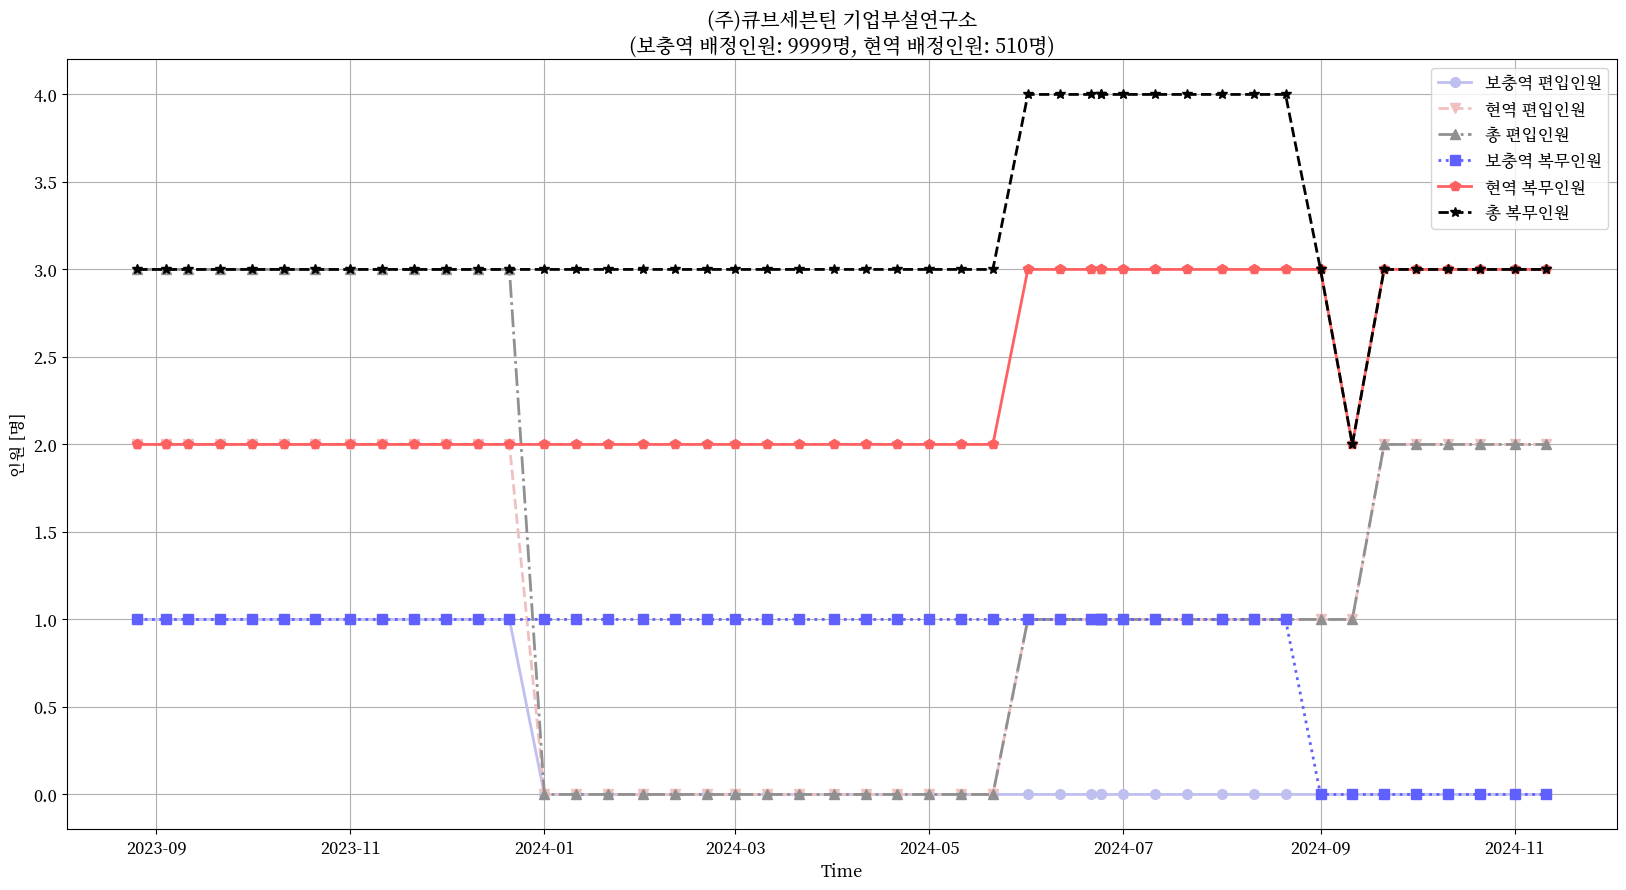 (주)큐브세븐틴 기업부설연구소
(보충역 배정인원: 9999명, 현역 배정인원: 510명)
보충역 편입인원
현역 편입인원
총 편입인원
보충역 복무인원
현역 복무인원
총 복무인원
인원 [명]
4.0
3.5
3.0
2.5
2.0
1.5
1.0
0.5
0.0
2023-09 2023-11 2024-01 2024-03 2024-05 2024-07 2024-09 2024-11
Time